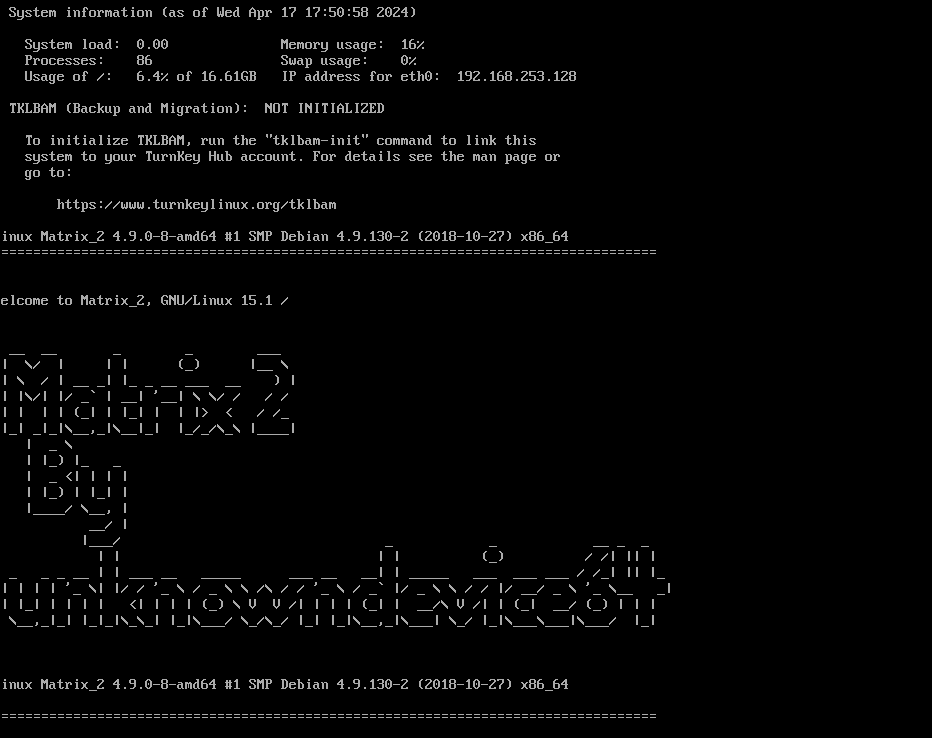 System information (as of Wed Apr 17 17:50:58 2024)
System load: 0.00 Memory usage: 16%
Processes: 86 Swap usage: 0%
Usage of /: 6.4% of 16.61GB IP address for eth0: 192.168.253.128
TKLBAM (Backup and Migration): NOT INITIALIZED
To initialize TKLBAM, run the "tklbam-init" command to link this
system to your TurnKey Hub account. For details see the man page or
go to:
https://www.turnkeylinux.org/tklbam
inux Matrix_2 4.9.0-8-amd64 #1 SMP Debian 4.9.130-2 (2018-10-27) x86_64
=================================================================================
elcome to Matrix_2, GNU/Linux 15.1 /
Matrix2
By
unknowndevice64
inux Matrix_2 4.9.0-8-amd64 #1 SMP Debian 4.9.130-2 (2018-10-27) x86_64
=================================================================================